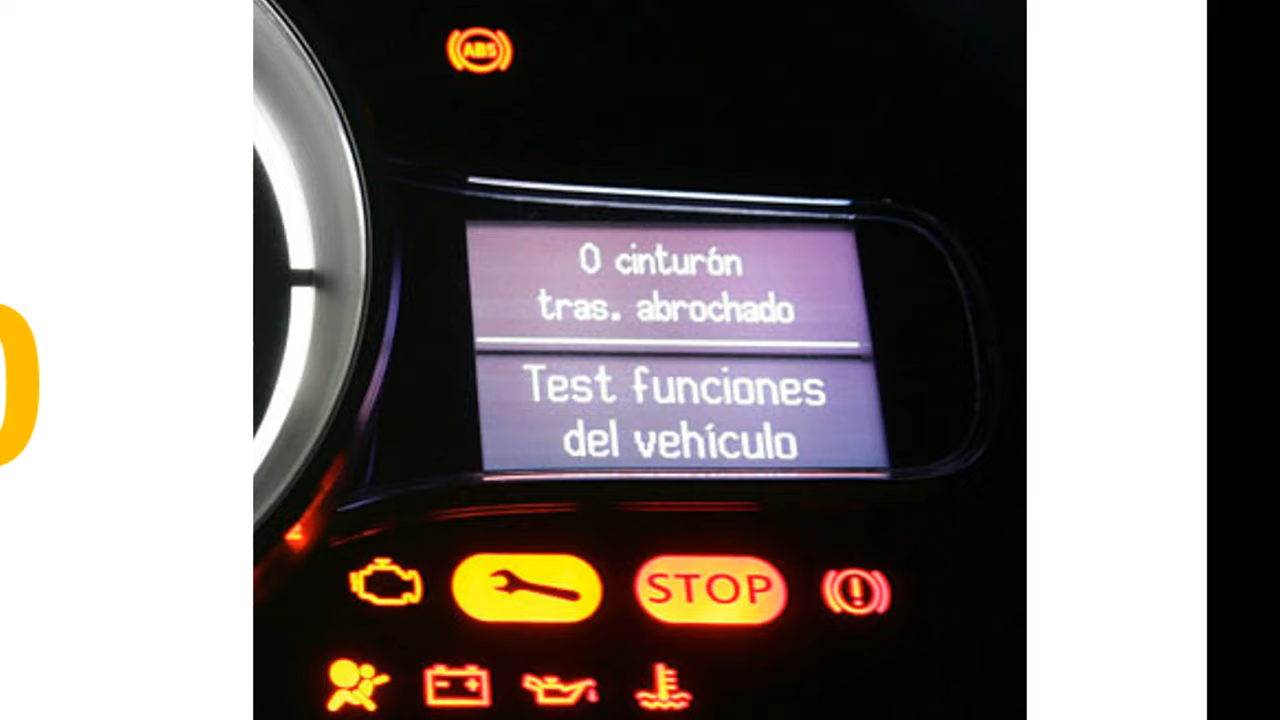 ABS
0 cinturón
tras. abrochado
Test funciones
del vehículo
STOP